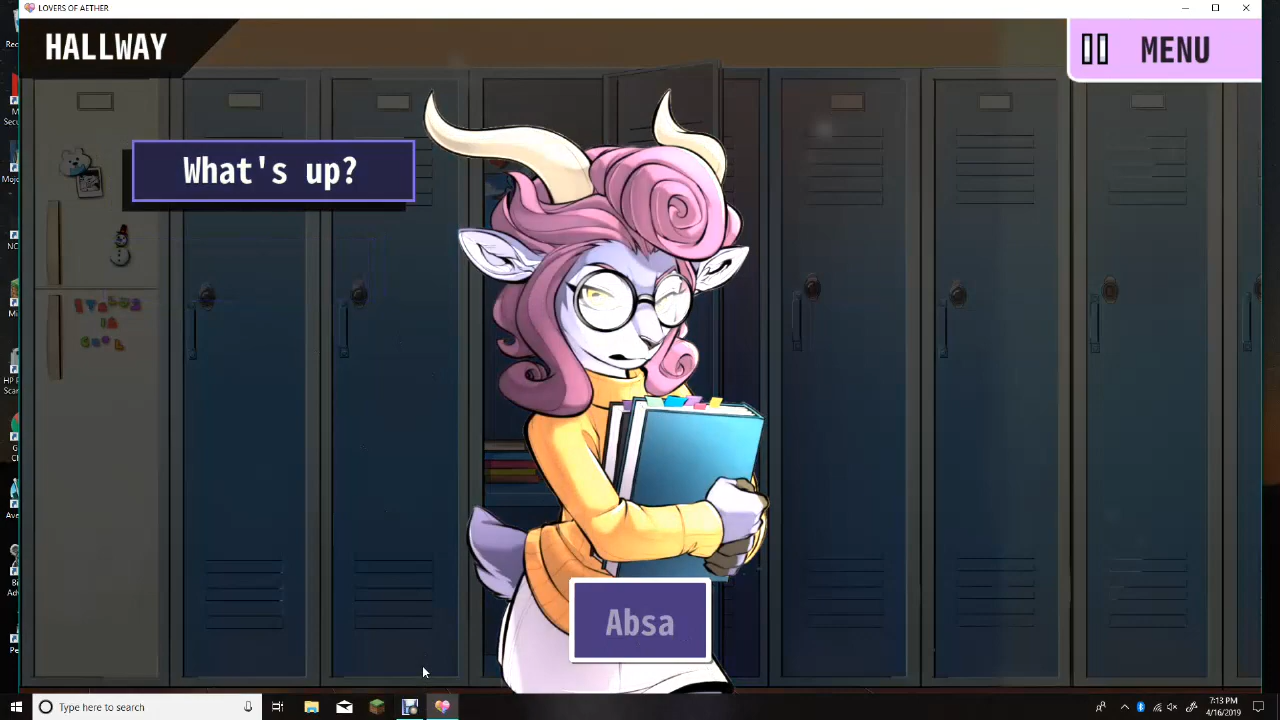 LOVERS OF AETHER
HALLWAY
MENU
What's up?
Absa
Type here to search
7:13 PM
4/16/2019